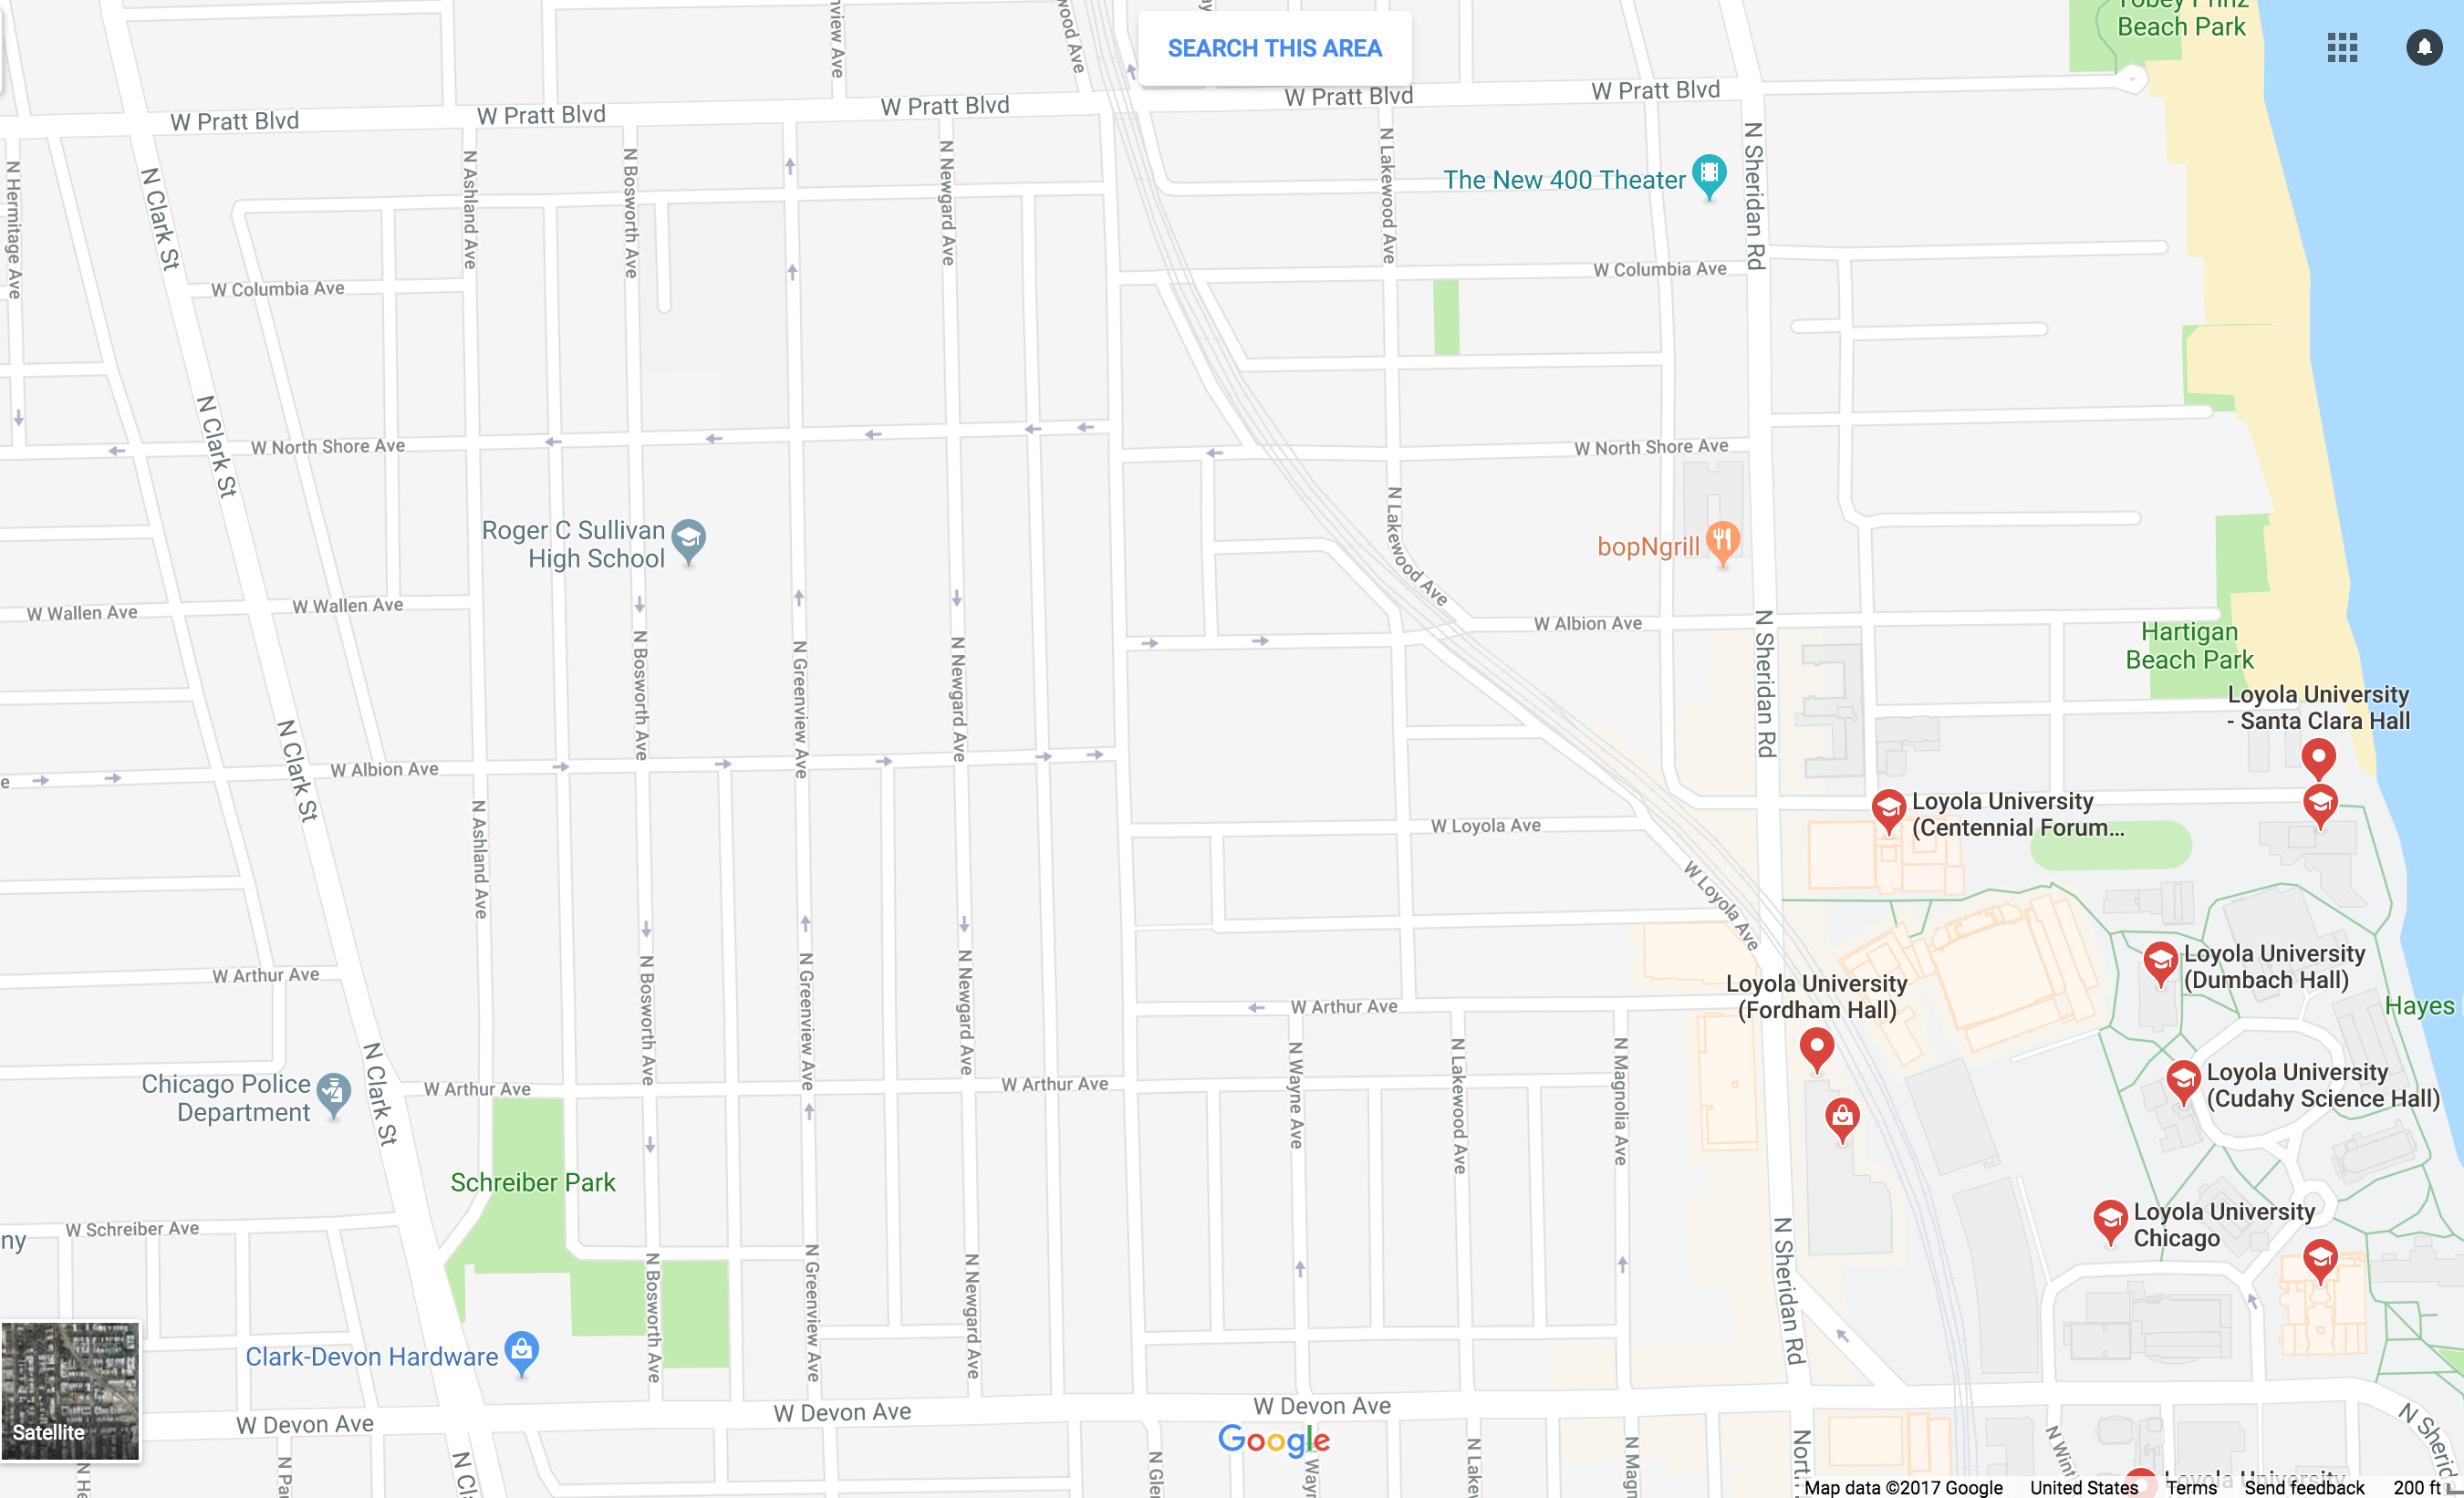 Tobey Prinz
Beach Park
SEARCH THIS AREA
W Pratt Blvd
W Pratt Blvd
W Pratt Blvd
W Pratt Blvd
W Pratt Blvd
N Hermitage Ave
N Clark St
N Ashland Ave
N Bosworth Ave
N Newgard Ave
N Lakewood Ave
N Sheridan Rd
The New 400 Theater
W Columbia Ave
W Columbia Ave
N Clark St
W North Shore Ave
W North Shore Ave
Roger C Sullivan
High School
N Lakewood Ave
bopNgrill
W Wallen Ave
W Wallen Ave
W Albion Ave
N Sheridan Rd
Hartigan
Beach Park
N Bosworth Ave
N Greenview Ave
N Newgard Ave
Loyola University
- Santa Clara Hall
N Clark St
W Albion Ave
N Ashland Ave
W Loyola Ave
Loyola University
(Centennial Forum...
W Loyola Ave
W Arthur Ave
N Bosworth Ave
N Greenview Ave
N Newgard Ave
W Arthur Ave
Loyola University
(Fordham Hall)
Loyola University
(Dumbach Hall)
Hayes
N Clark St
Chicago Police
Department
W Arthur Ave
W Arthur Ave
N Wayne Ave
N Lakewood Ave
N Magnolia Ave
Loyola University
(Cudahy Science Hall)
Schreiber Park
W Schreiber Ave
ny
Loyola University
Chicago
N Sheridan Rd
N Bosworth Ave
N Greenview Ave
N Newgard Ave
Clark-Devon Hardware
Satellite
W Devon Ave
W Devon Ave
W Devon Ave
Google
Loyola University
Map data ©2017 Google United States Terms Send feedback 200 ft